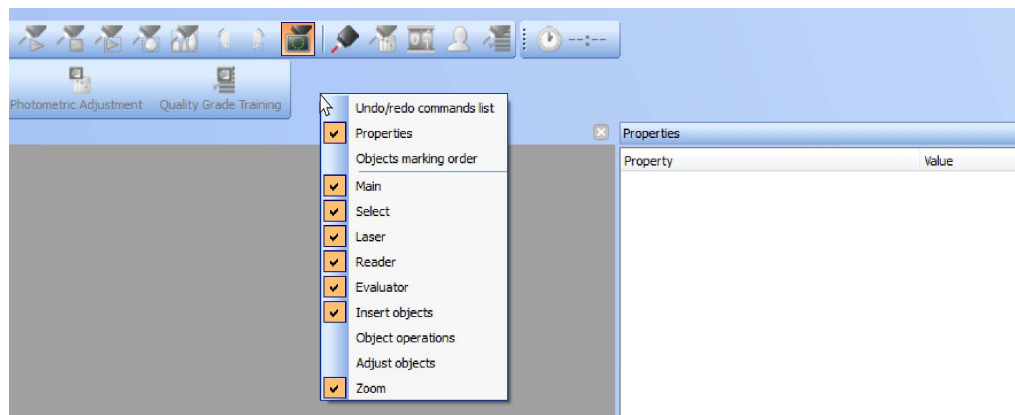 --:--
Photometric Adjustment Quality Grade Training
Undo/redo commands list
Properties
Objects marking order
Main
Select
Laser
Reader
Evaluator
Insert objects
Object operations
Adjust objects
Zoom
Properties
Property Value